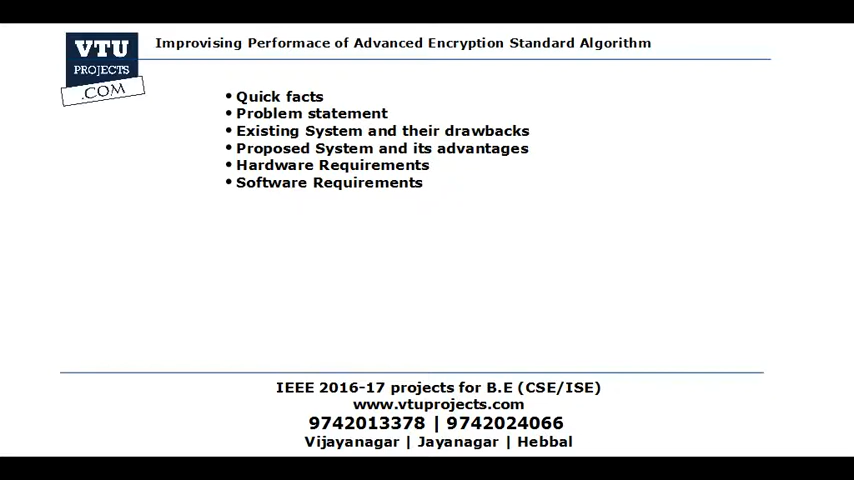 VTU
PROJECTS
.COM
Improvising Performace of Advanced Encryption Standard Algorithm
• Quick facts
• Problem statement
• Existing System and their drawbacks
• Proposed System and its advantages
• Hardware Requirements
• Software Requirements
IEEE 2016-17 projects for B.E (CSE/ISE)
www.vtuprojects.com
9742013378 | 9742024066
Vijayanagar | Jayanagar | Hebbal